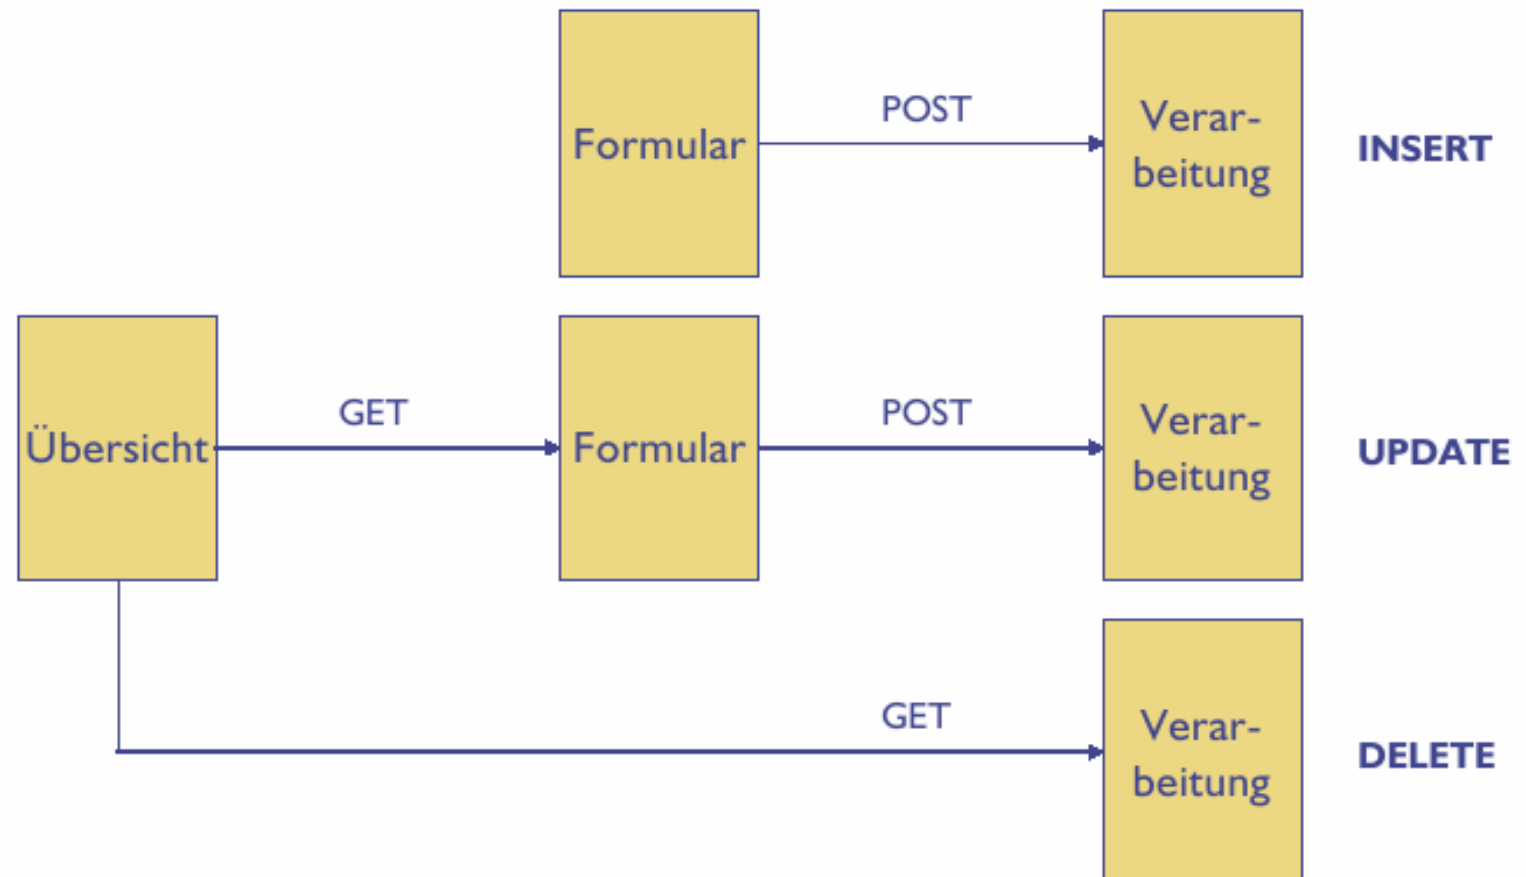 POST
Formular
Verar-
beitung
INSERT
GET
POST
Übersicht
Formular
Verar-
beitung
UPDATE
GET
Verar-
beitung
DELETE